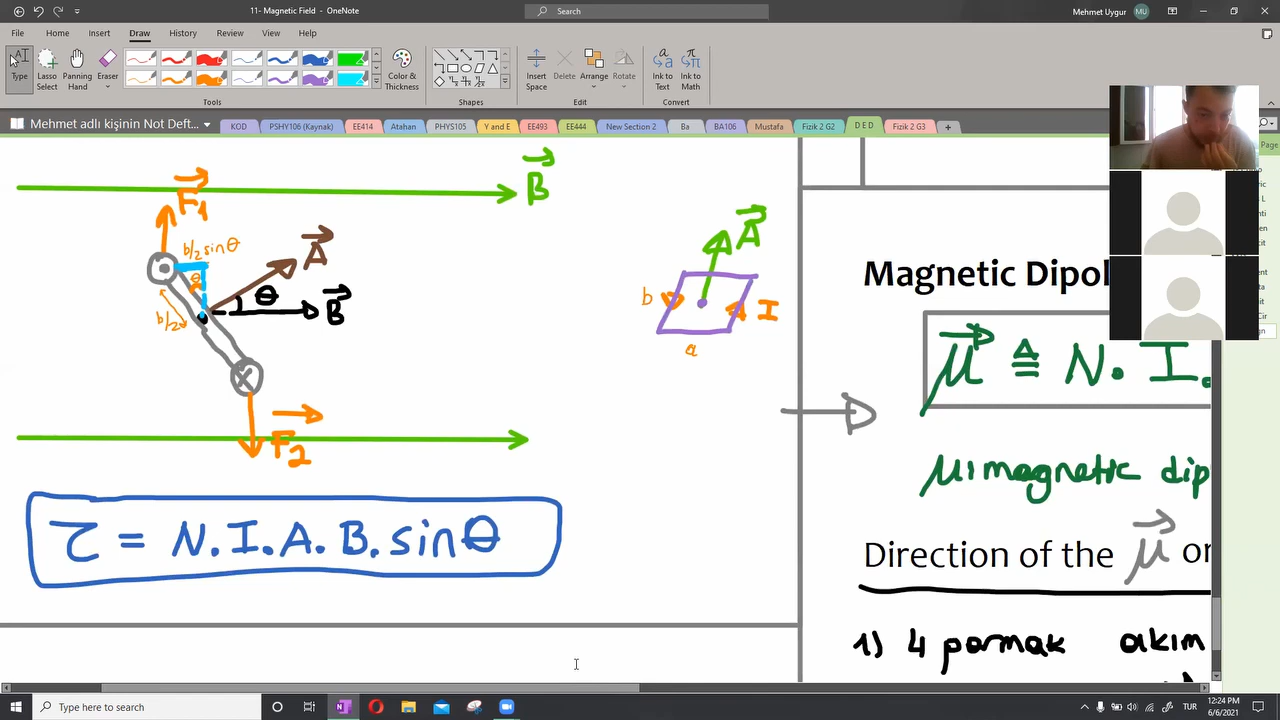 11- Magnetic Field - OneNote
Search
Mehmet Uygur MU
File Home Insert Draw History Review View Help
Type Lasso Select Panning Hand Eraser Color & Thickness Insert Space Delete Arrange Rotate Ink to Text Ink to Math
Tools Shapes Edit Convert
Mehmet adlı kişinin Not Deft... KOD PSHY106 (Kaynak) EE414 Atahan PHYS105 Y and E EE493 EE444 New Section 2 Ba BA106 Mustafa Fizik 2 G2 D E D Fizik 2 G3 +
Page
B
F1
b/2 sinθ
A
θ
θ
B
b/2
F2
A
b
I
a
τ = N.I.A.B.sinθ
Magnetic Dipol
μ ≜ N. I.
μ: magnetic dip
Direction of the μ or
1) 4 parmak akım
Type here to search
TUR
12:24 PM
6/6/2021